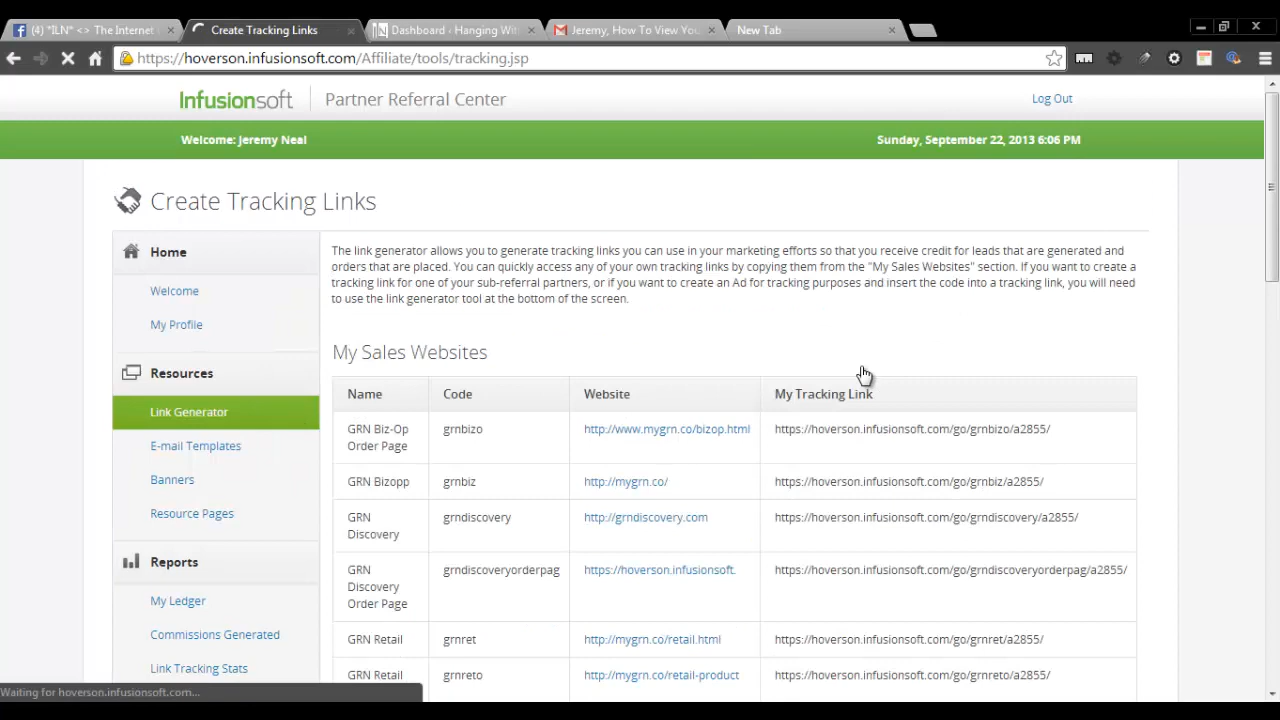 (4) *ILN* <> The Internet
Create Tracking Links
Dashboard ‹ Hanging Wit
Jeremy, How To View You
New Tab
https://hoverson.infusionsoft.com/Affiliate/tools/tracking.jsp
Infusionsoft
Partner Referral Center
Log Out
Welcome: Jeremy Neal
Sunday, September 22, 2013 6:06 PM
Create Tracking Links
Home
Welcome
My Profile
Resources
Link Generator
E-mail Templates
Banners
Resource Pages
Reports
My Ledger
Commissions Generated
Link Tracking Stats
The link generator allows you to generate tracking links you can use in your marketing efforts so that you receive credit for leads that are generated and
orders that are placed. You can quickly access any of your own tracking links by copying them from the "My Sales Websites" section. If you want to create a
tracking link for one of your sub-referral partners, or if you want to create an Ad for tracking purposes and insert the code into a tracking link, you will need
to use the link generator tool at the bottom of the screen.
My Sales Websites
Name Code Website My Tracking Link
GRN Biz-Op grnbizo http://www.mygrn.co/bizop.html https://hoverson.infusionsoft.com/go/grnbizo/a2855/
Order Page
GRN Bizopp grnbiz http://mygrn.co/ https://hoverson.infusionsoft.com/go/grnbiz/a2855/
GRN grndiscovery http://grndiscovery.com https://hoverson.infusionsoft.com/go/grndiscovery/a2855/
Discovery
GRN grndiscoveryorderpag https://hoverson.infusionsoft. https://hoverson.infusionsoft.com/go/grndiscoveryorderpag/a2855/
Discovery
Order Page
GRN Retail grnret http://mygrn.co/retail.html https://hoverson.infusionsoft.com/go/grnret/a2855/
GRN Retail grnreto http://mygrn.co/retail-product https://hoverson.infusionsoft.com/go/grnreto/a2855/
Waiting for hoverson.infusionsoft.com...